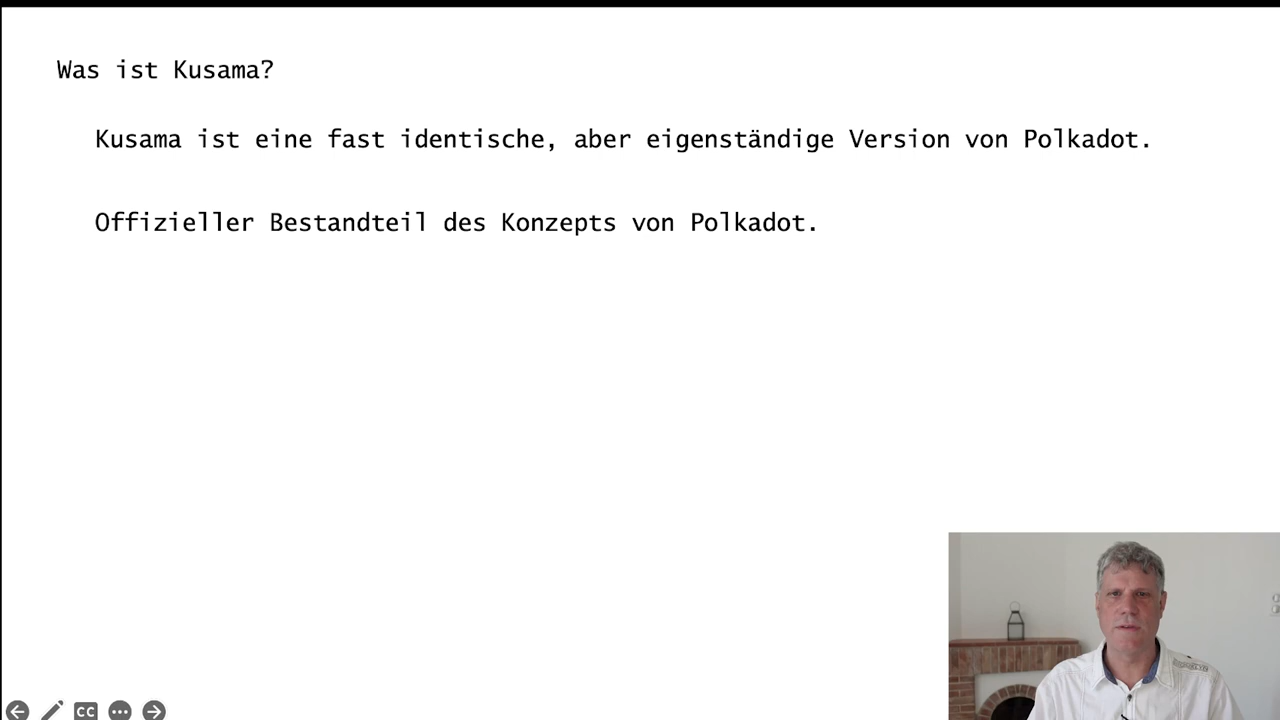 Was ist Kusama?
Kusama ist eine fast identische, aber eigenständige Version von Polkadot.
Offizieller Bestandteil des Konzepts von Polkadot.
CC